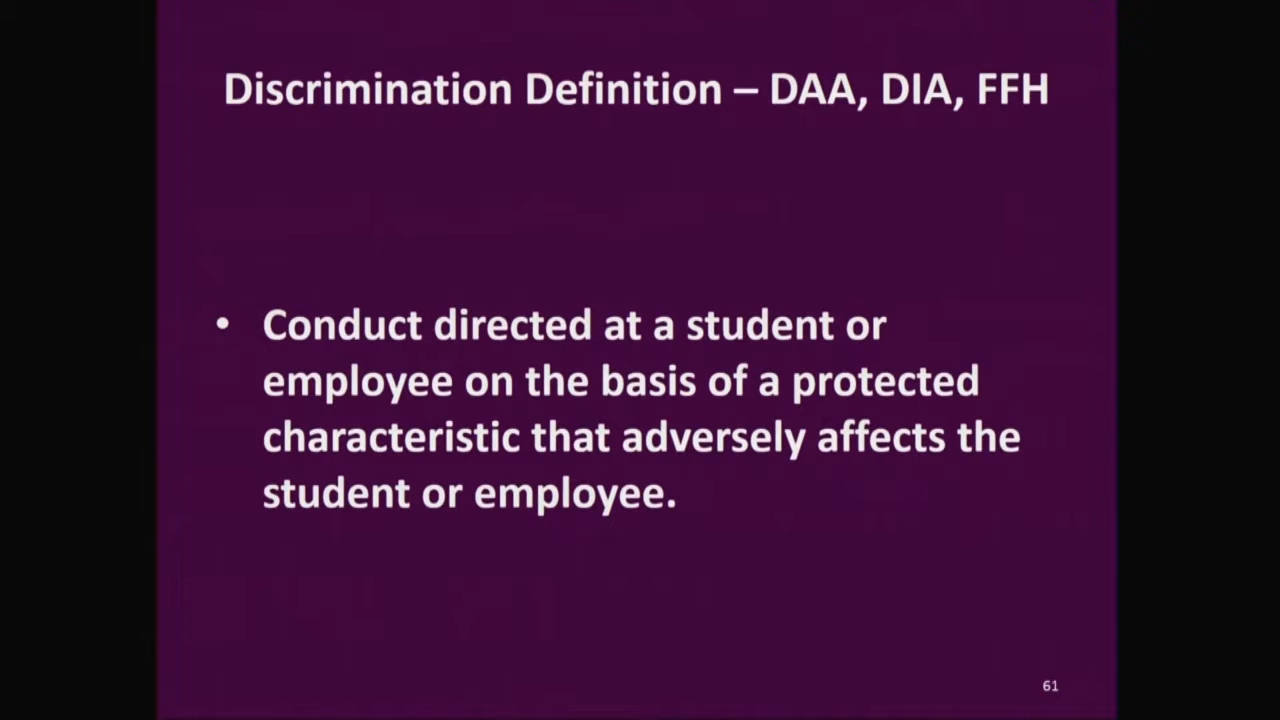 Discrimination Definition – DAA, DIA, FFH
• Conduct directed at a student or
employee on the basis of a protected
characteristic that adversely affects the
student or employee.
61